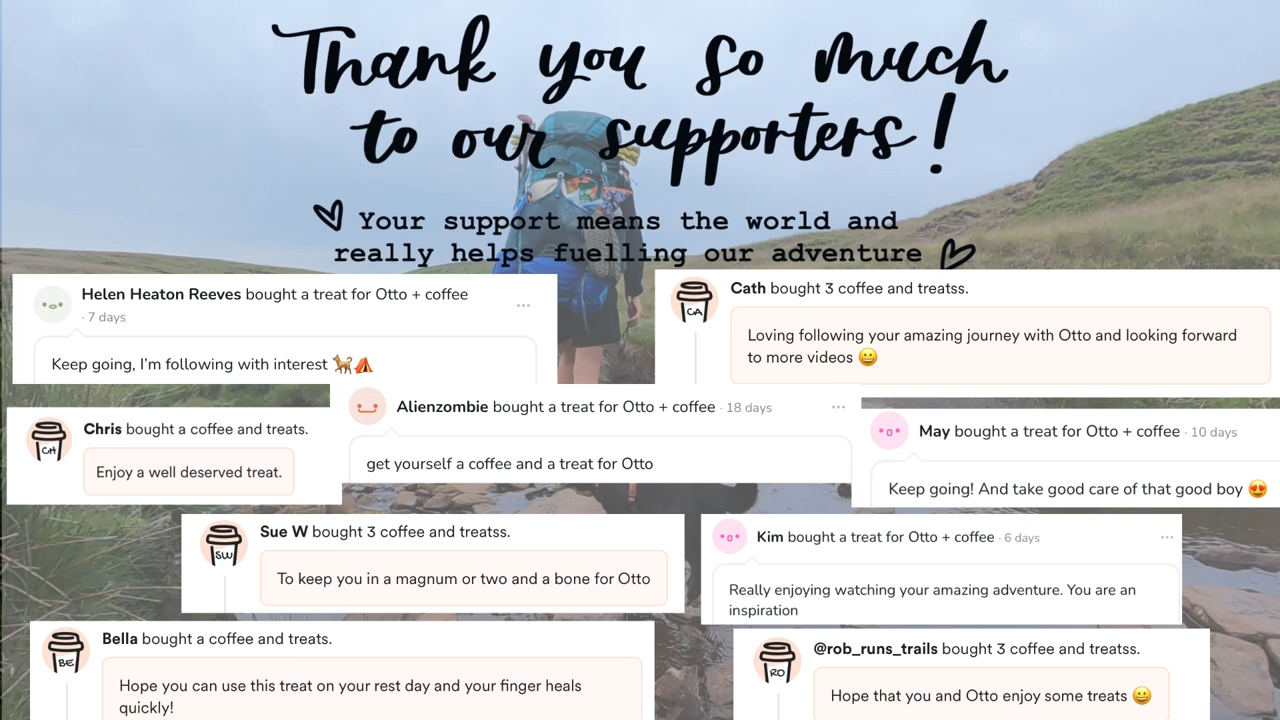 Thank you so much
to our supporters!
Your support means the world and
really helps fuelling our adventure
Helen Heaton Reeves bought a treat for Otto + coffee
· 7 days
Keep going, I'm following with interest 🐕🏕
CA
Cath bought 3 coffee and treatss.
Loving following your amazing journey with Otto and looking forward
to more videos 😀
CH
Chris bought a coffee and treats.
Enjoy a well deserved treat.
Alienzombie bought a treat for Otto + coffee · 18 days
get yourself a coffee and a treat for Otto
May bought a treat for Otto + coffee · 10 days
Keep going! And take good care of that good boy 😍
SW
Sue W bought 3 coffee and treatss.
To keep you in a magnum or two and a bone for Otto
Kim bought a treat for Otto + coffee · 6 days
Really enjoying watching your amazing adventure. You are an
inspiration
BE
Bella bought a coffee and treats.
Hope you can use this treat on your rest day and your finger heals
quickly!
RO
@rob_runs_trails bought 3 coffee and treatss.
Hope that you and Otto enjoy some treats 😀